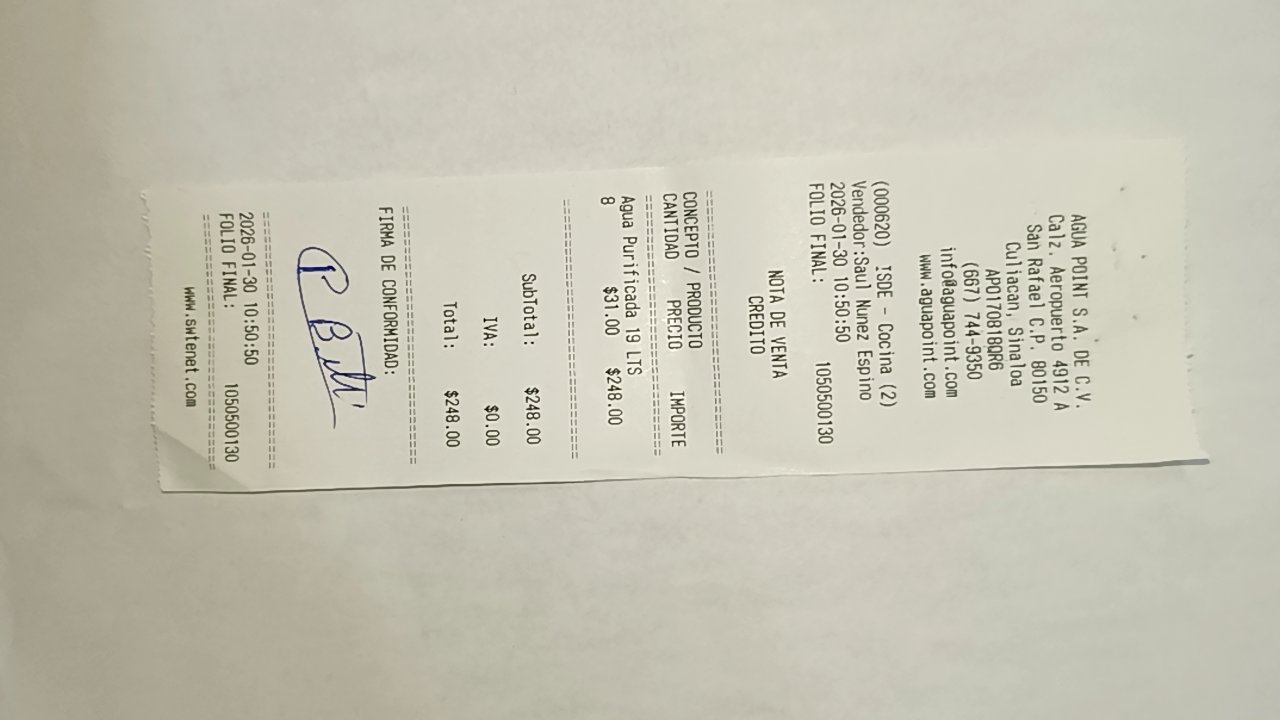 AGUA POINT S.A. DE C.V.
Calz. Aeropuerto 4912 A
San Rafael C.P. 80150
Culiacan, Sinaloa
APO170818QR6
(667) 744-9350
info@aguapoint.com
www.aguapoint.com
(000620) ISDE - Cocina (2)
Vendedor:Saul Nunez Espino
2026-01-30 10:50:50
FOLIO FINAL: 1050500130
NOTA DE VENTA
CREDITO
================================
CONCEPTO / PRODUCTO
CANTIDAD PRECIO IMPORTE
================================
Agua Purificada 19 LTS
8 $31.00 $248.00
================================
SubTotal: $248.00
IVA: $0.00
Total: $248.00
================================
FIRMA DE CONFORMIDAD:
================================
2026-01-30 10:50:50
FOLIO FINAL: 1050500130
================================
www.swtenet.com